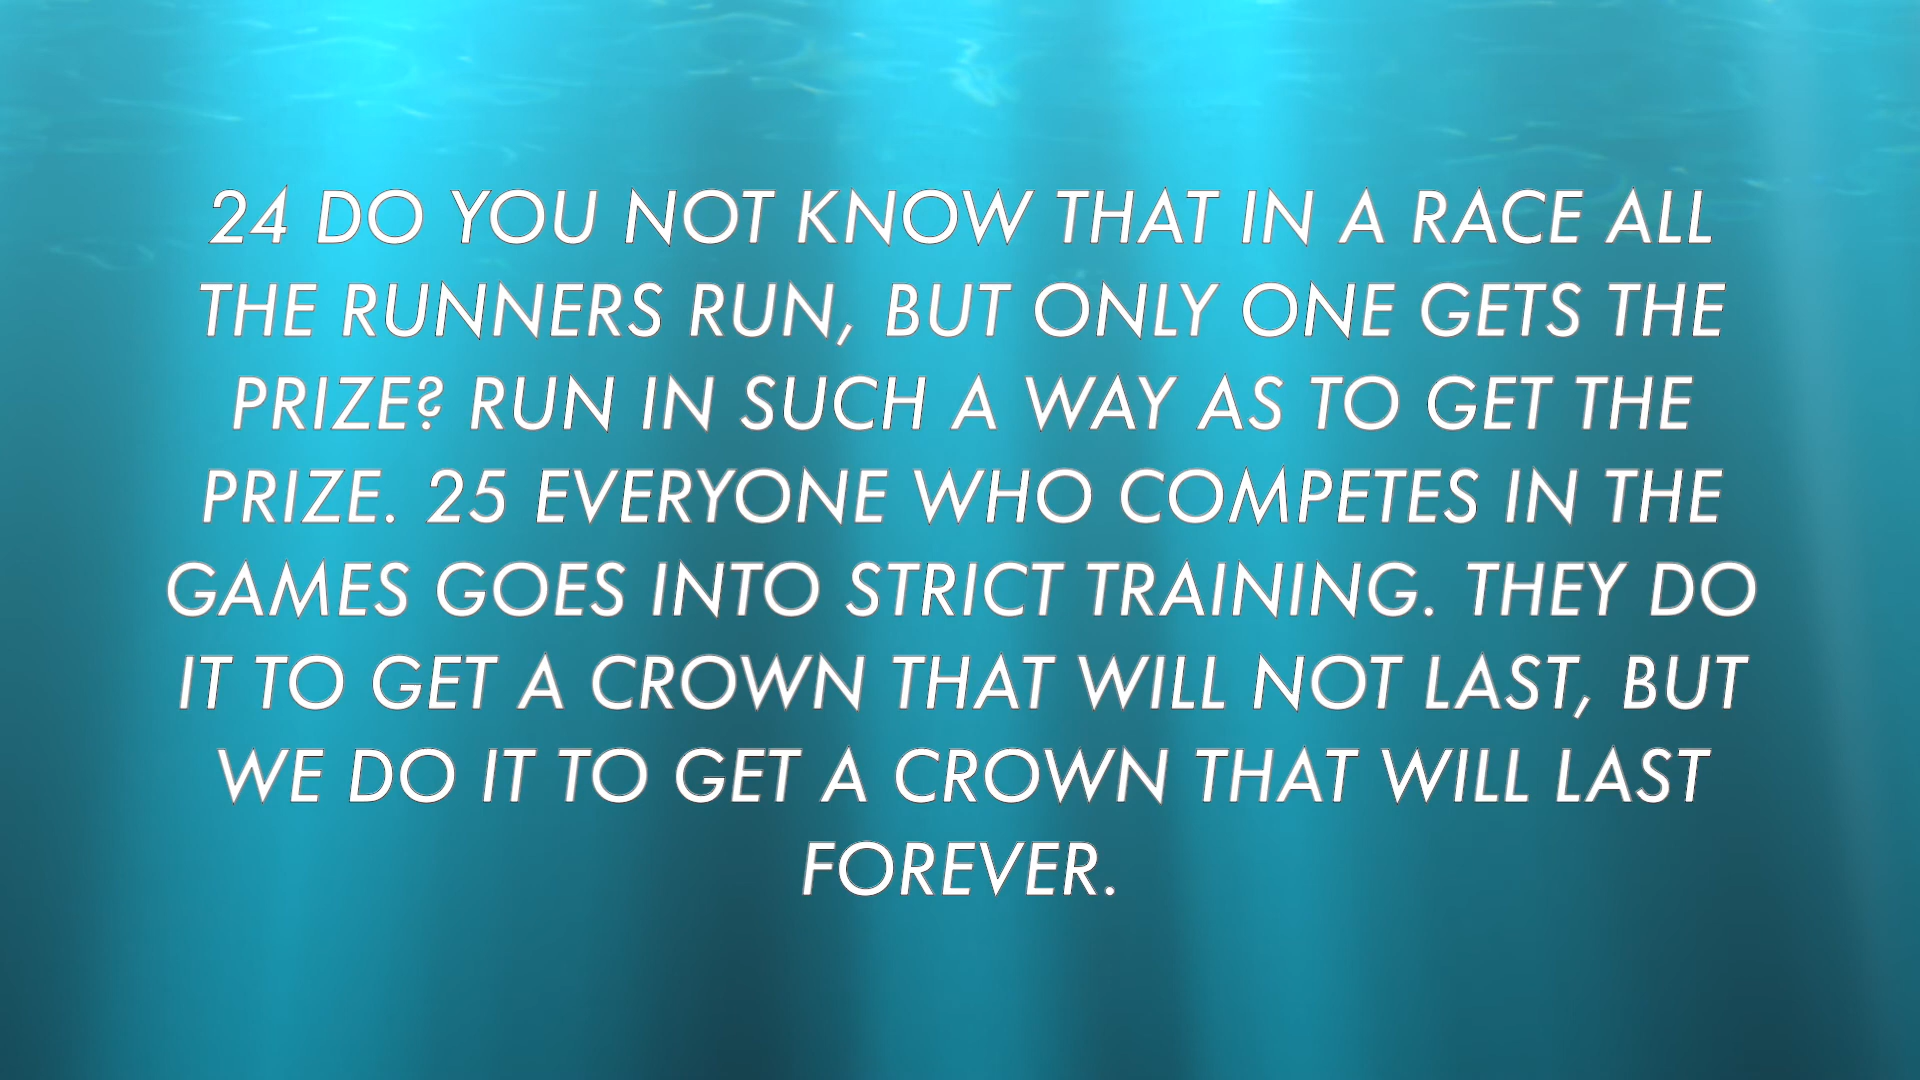 24 DO YOU NOT KNOW THAT IN A RACE ALL
THE RUNNERS RUN, BUT ONLY ONE GETS THE
PRIZE? RUN IN SUCH A WAY AS TO GET THE
PRIZE. 25 EVERYONE WHO COMPETES IN THE
GAMES GOES INTO STRICT TRAINING. THEY DO
IT TO GET A CROWN THAT WILL NOT LAST, BUT
WE DO IT TO GET A CROWN THAT WILL LAST
FOREVER.